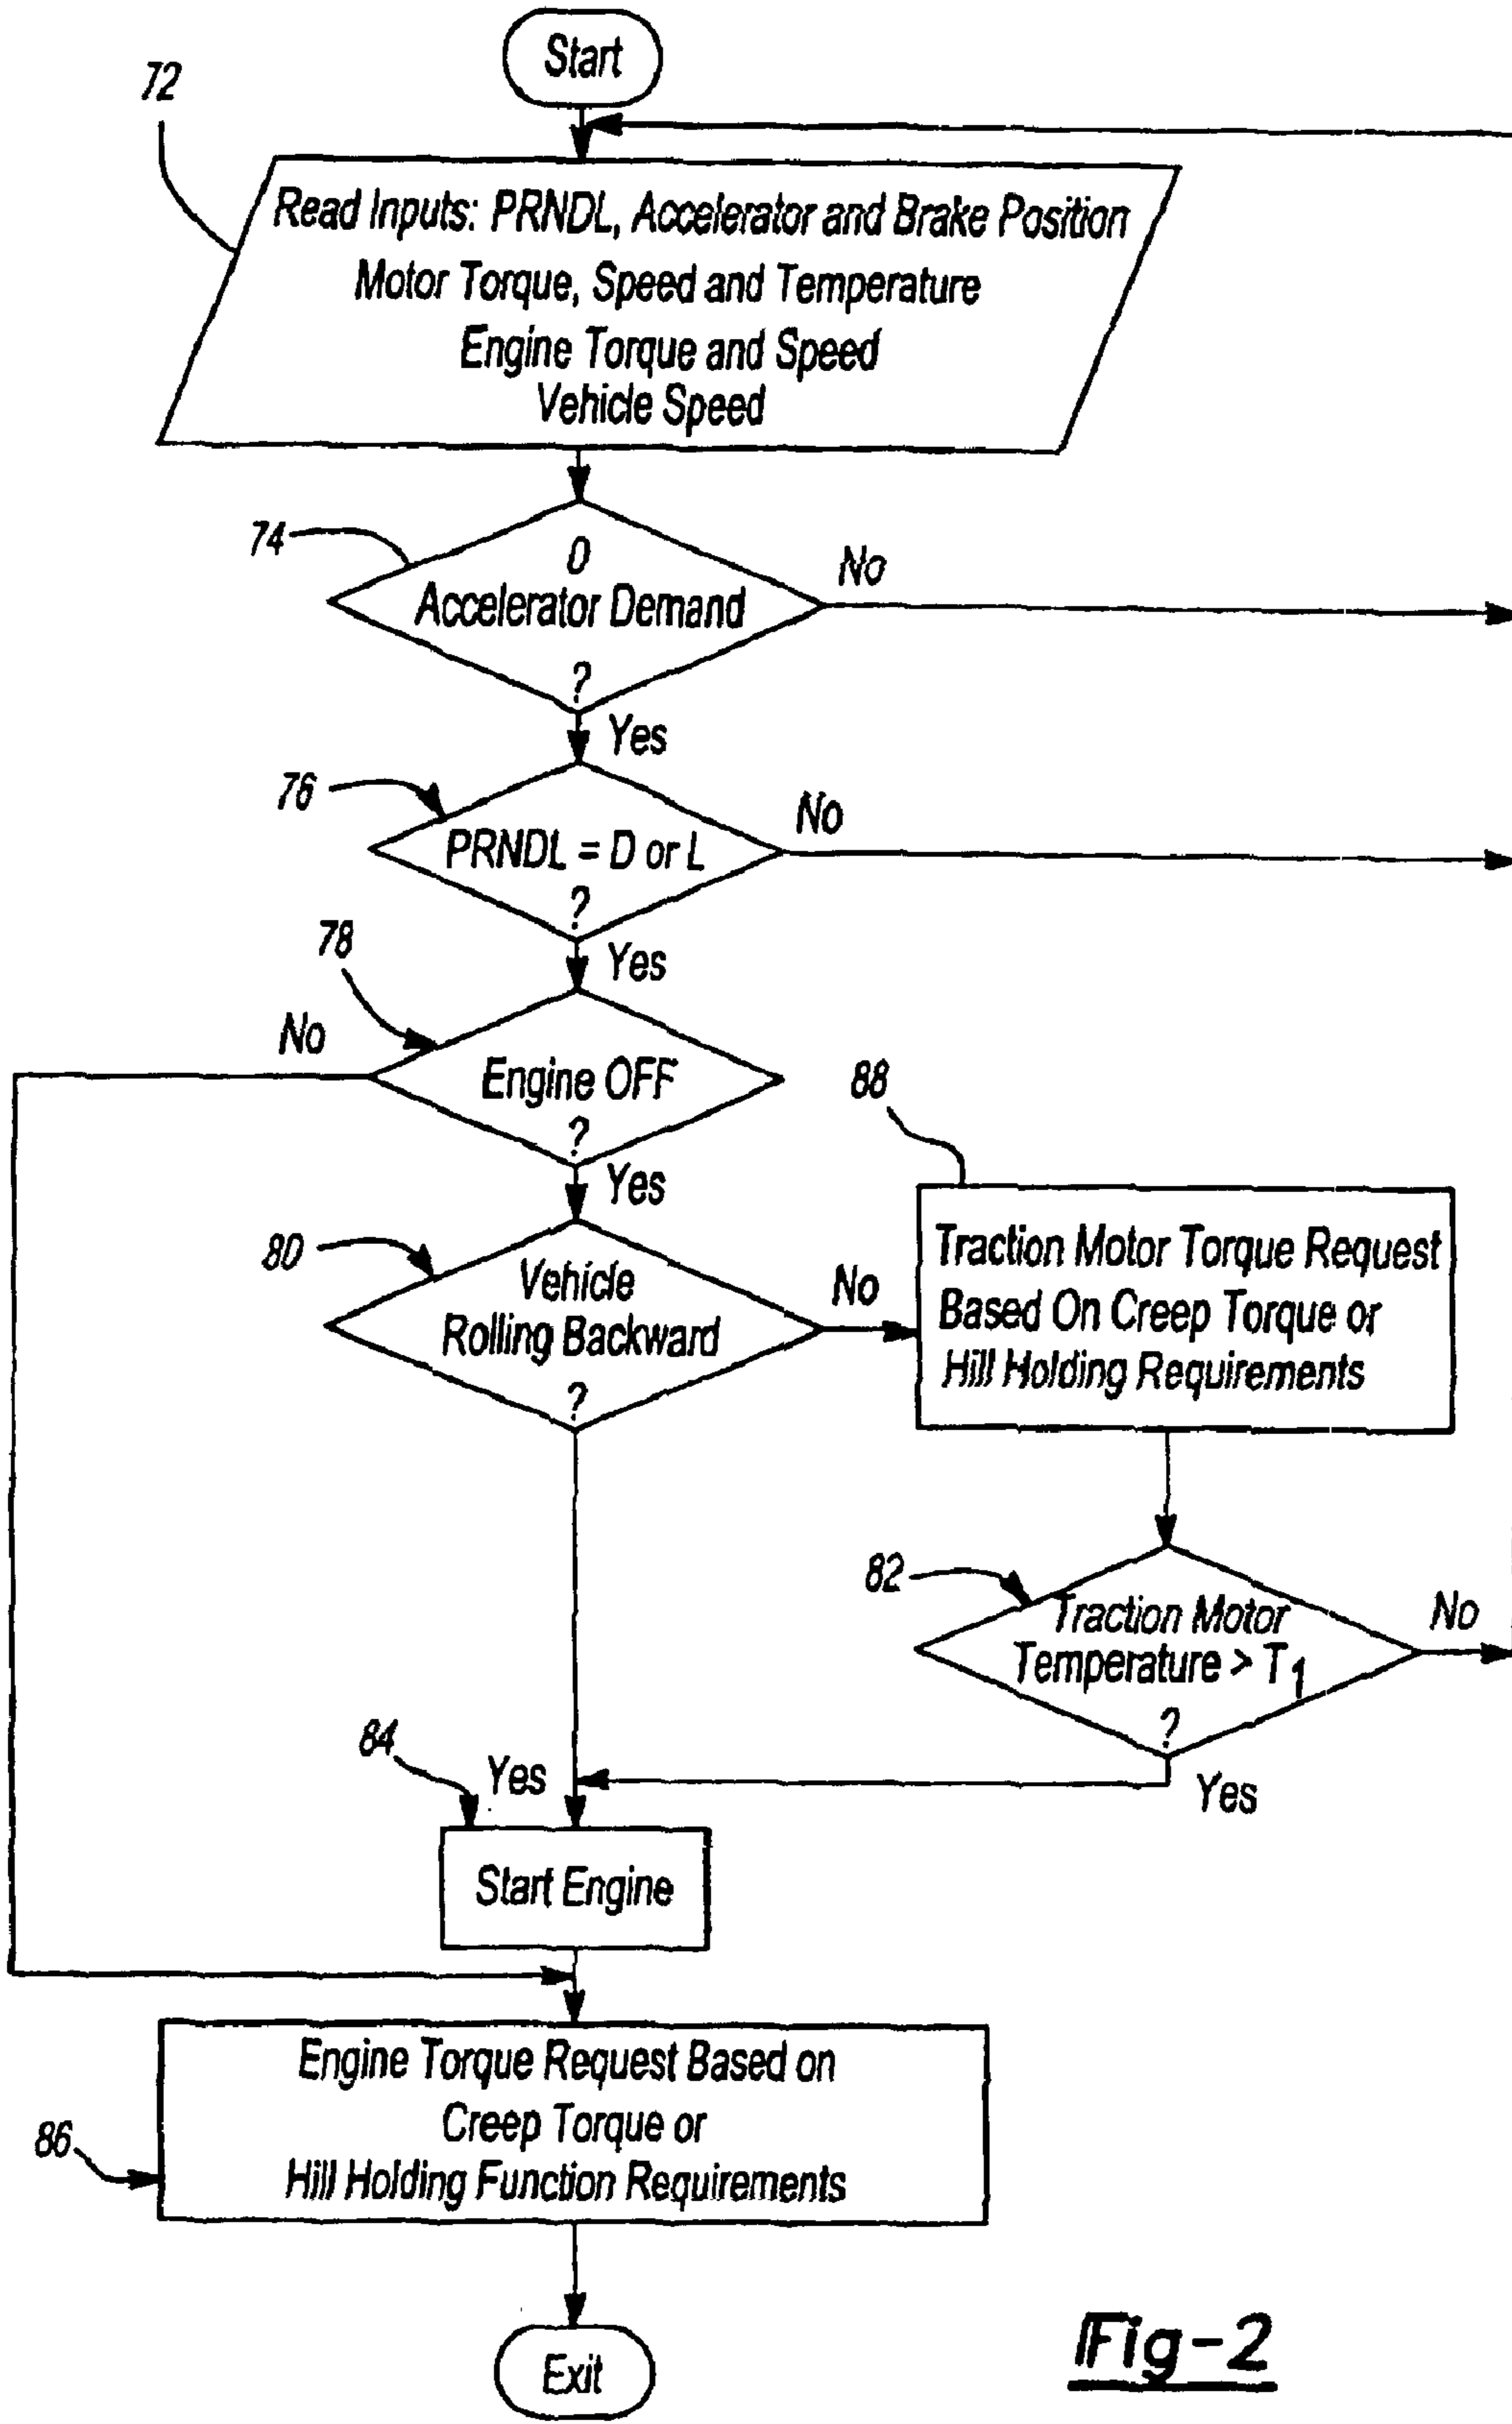 Start
72
Read Inputs: PRNDL, Accelerator and Brake Position
Motor Torque, Speed and Temperature
Engine Torque and Speed
Vehicle Speed
74
0
Accelerator Demand
?
No
Yes
76
PRNDL = D or L
?
No
Yes
78
No
Engine OFF
?
Yes
80
Vehicle
Rolling Backward
?
No
88
Traction Motor Torque Request
Based On Creep Torque or
Hill Holding Requirements
82
Traction Motor
Temperature > T1
?
No
Yes
84
Yes
Start Engine
86
Engine Torque Request Based on
Creep Torque or
Hill Holding Function Requirements
Exit
Fig-2